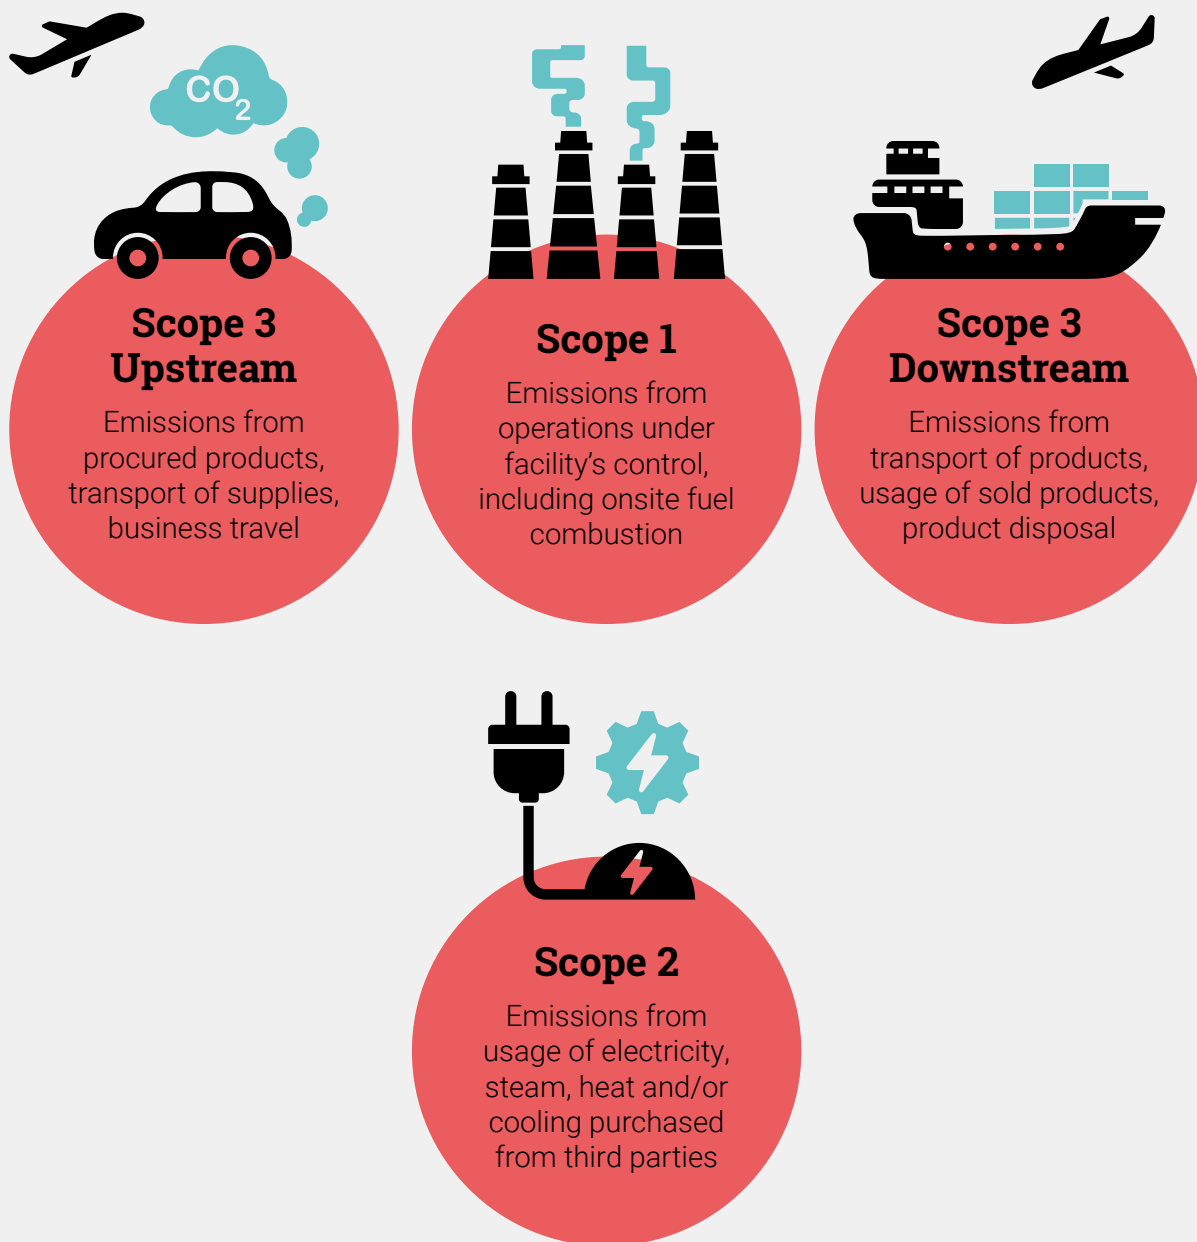 CO2
Scope 3
Upstream
Emissions from
procured products,
transport of supplies,
business travel
Scope 1
Emissions from
operations under
facility's control,
including onsite fuel
combustion
Scope 3
Downstream
Emissions from
transport of products,
usage of sold products,
product disposal
Scope 2
Emissions from
usage of electricity,
steam, heat and/or
cooling purchased
from third parties